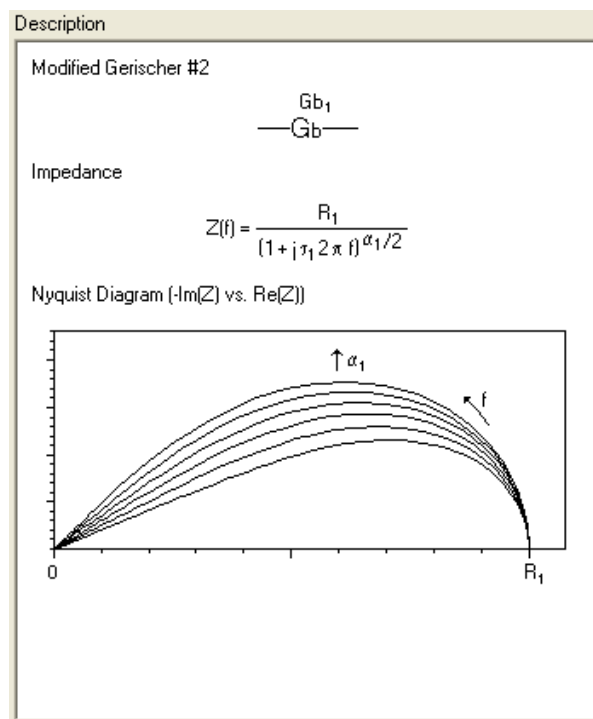 Description
Modified Gerischer #2
Gb₁
Gb
Impedance
Z(f) = R₁ / (1 + j τ₁ 2 π f)^α₁/2
Nyquist Diagram (-Im(Z) vs. Re(Z))
↑ α₁
f
0
R₁